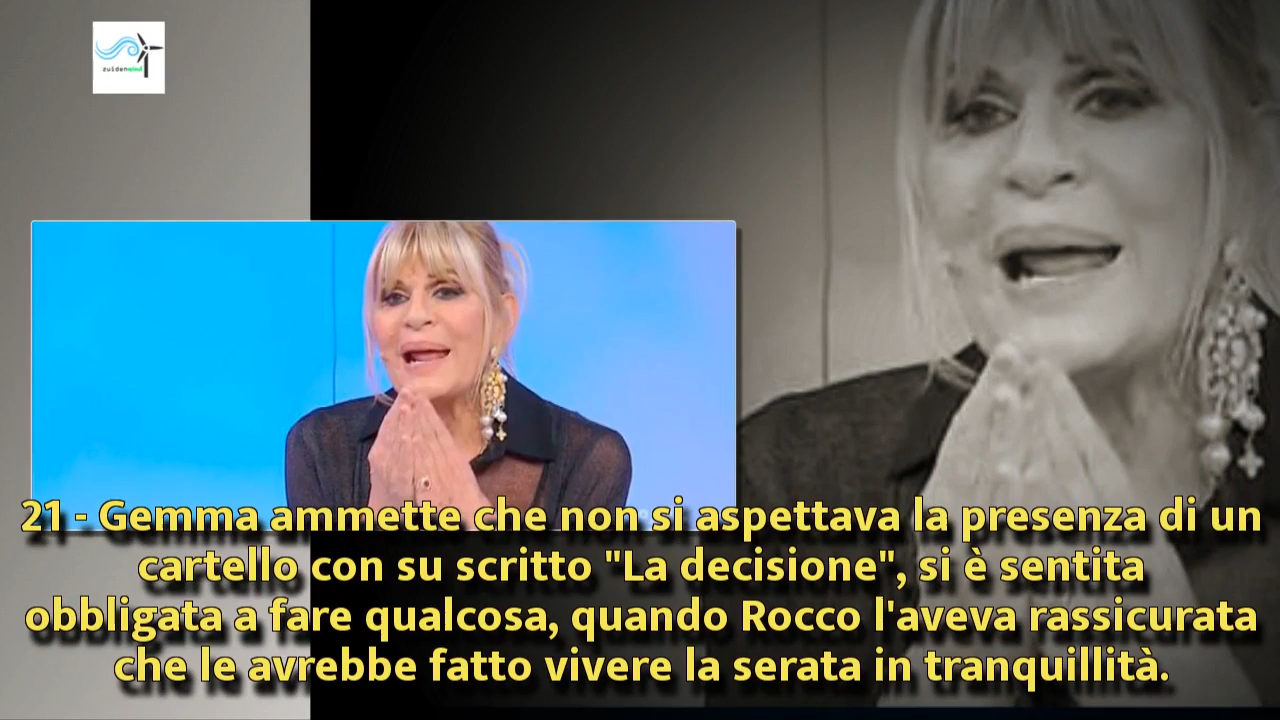 zuidenwind
21 - Gemma ammette che non si aspettava la presenza di un
cartello con su scritto "La decisione", si è sentita
obbligata a fare qualcosa, quando Rocco l'aveva rassicurata
che le avrebbe fatto vivere la serata in tranquillità.